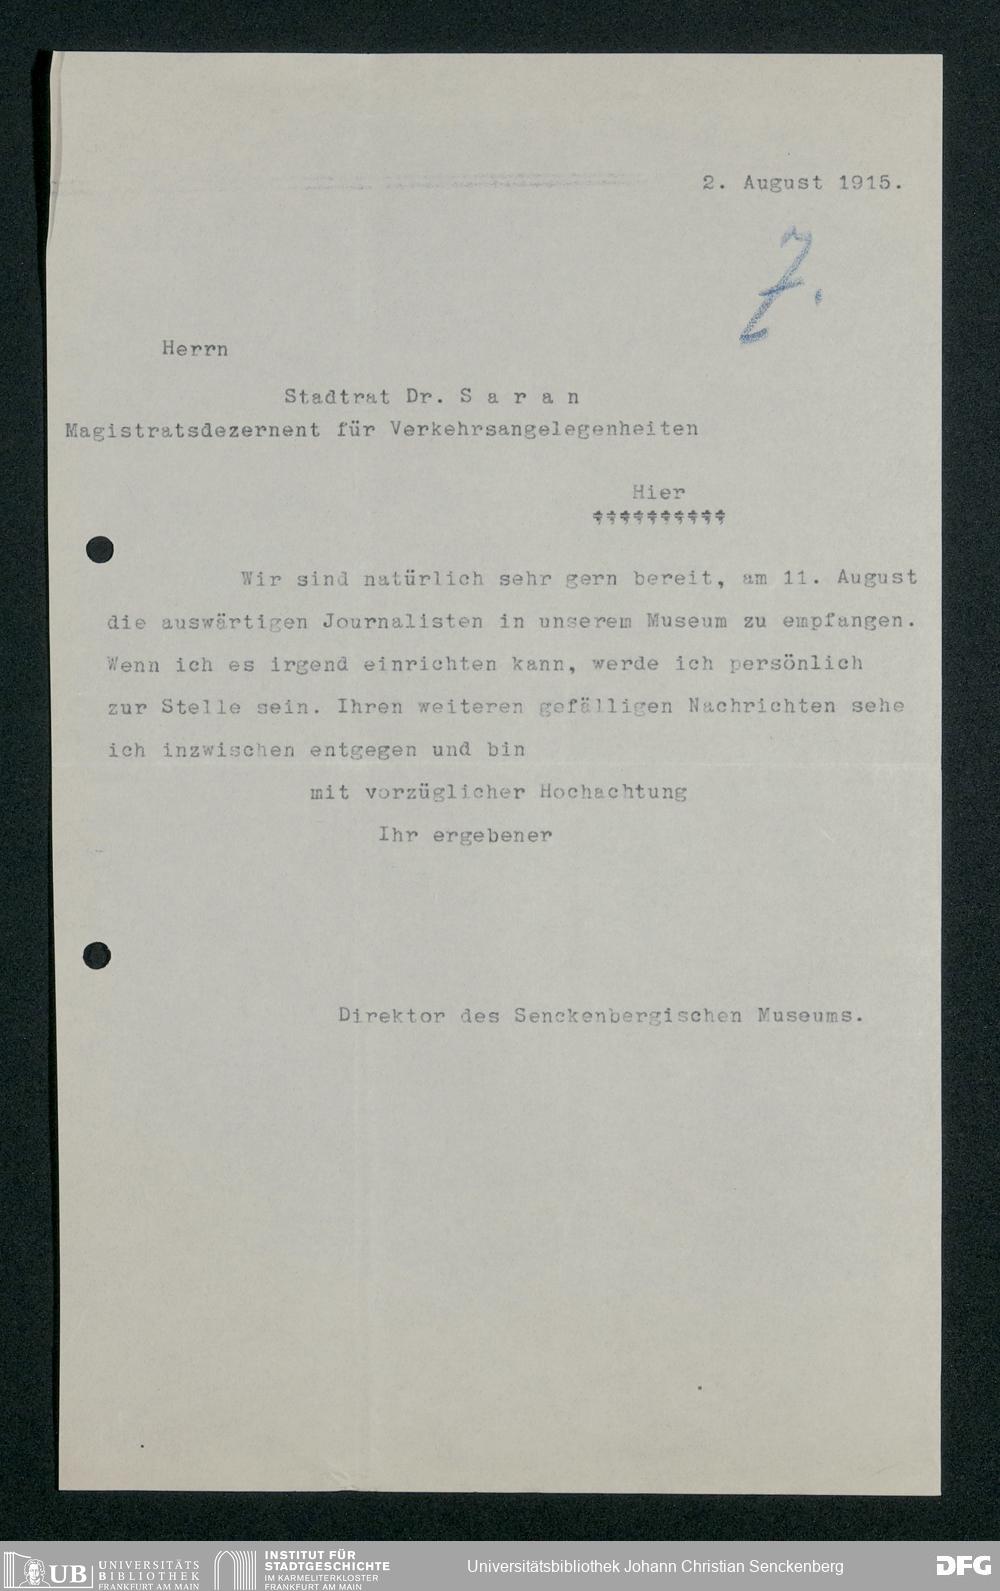 2. August 1915.
7.
Herrn
Stadtrat Dr. S a r a n
Magistratsdezernent für Verkehrsangelegenheiten
Hier
Wir sind natürlich sehr gern bereit, am 11. August
die auswärtigen Journalisten in unserem Museum zu empfangen.
Wenn ich es irgend einrichten kann, werde ich persönlich
zur Stelle sein. Ihren weiteren gefälligen Nachrichten sehe
ich inzwischen entgegen und bin
mit vorzüglicher Hochachtung
Ihr ergebener
Direktor des Senckenbergischen Museums.
UB UNIVERSITÄTS
BIBLIOTHEK
FRANKFURT AM MAIN
INSTITUT FÜR
STADTGESCHICHTE
IM KARMELITERKLOSTER
FRANKFURT AM MAIN
Universitätsbibliothek Johann Christian Senckenberg
DFG